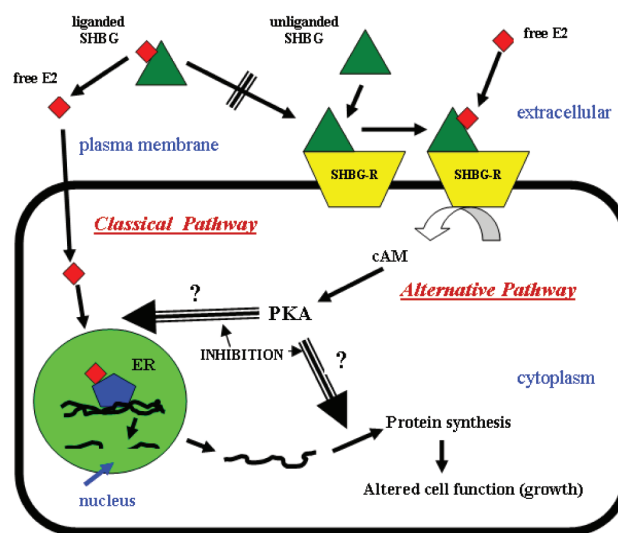 liganded
SHBG
unliganded
SHBG
free E2
free E2
extracellular
plasma membrane
SHBG-R
SHBG-R
Classical Pathway
cAM
Alternative Pathway
?
PKA
ER
INHIBITION
?
cytoplasm
Protein synthesis
nucleus
Altered cell function (growth)